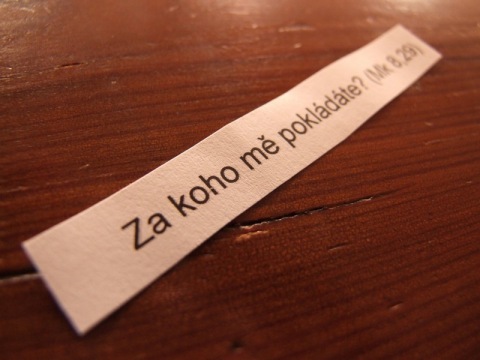 Za koho mě pokládáte? (Mk 8,29)